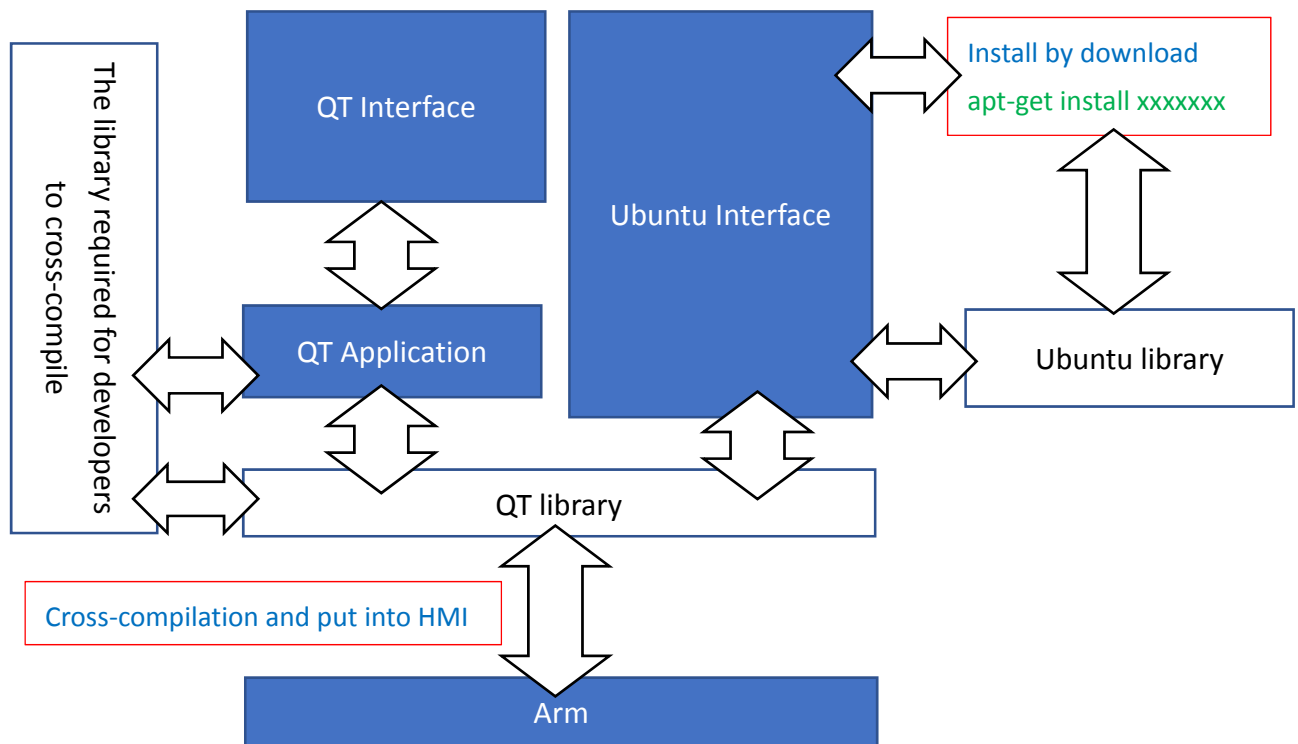 The library required for developers
to cross-compile
QT Interface
Ubuntu Interface
Install by download
apt-get install xxxxxxx
QT Application
Ubuntu library
QT library
Cross-compilation and put into HMI
Arm